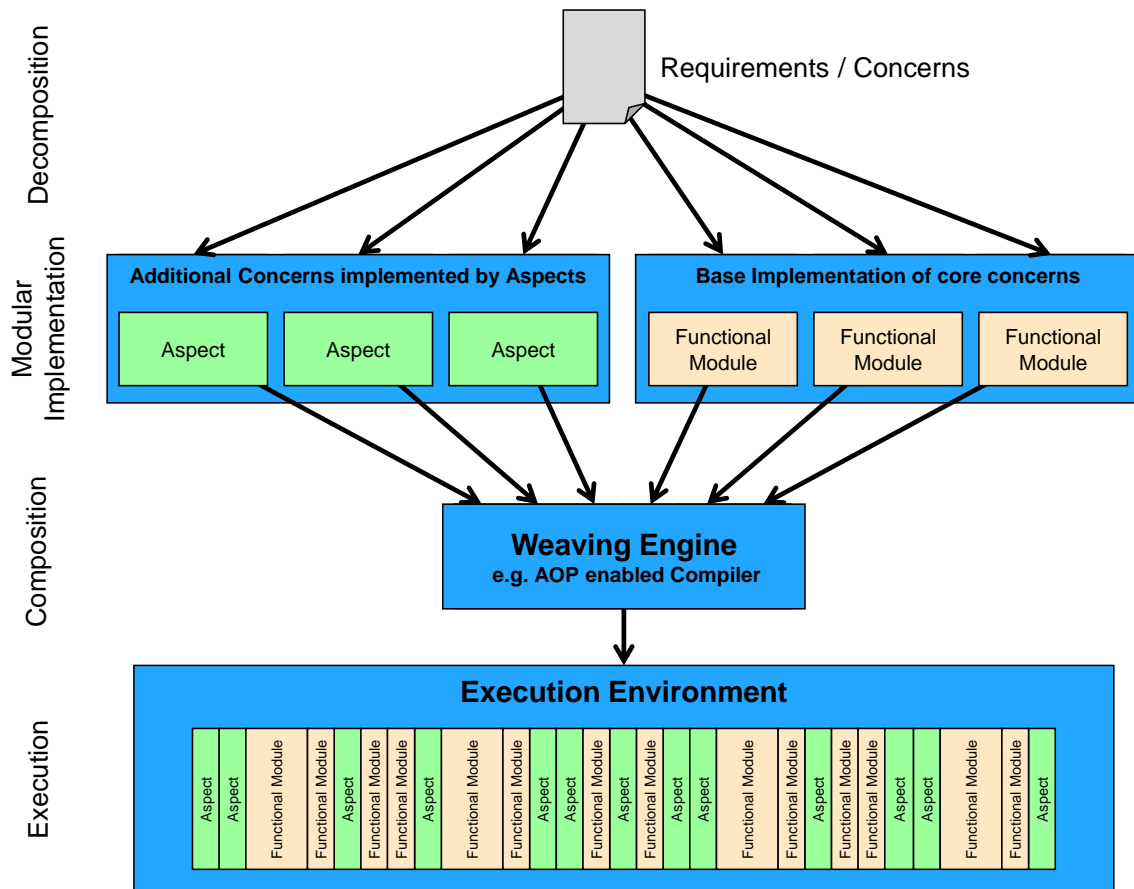 Requirements / Concerns
Decomposition
Modular
Implementation
Additional Concerns implemented by Aspects
Aspect
Aspect
Aspect
Base Implementation of core concerns
Functional
Module
Functional
Module
Functional
Module
Composition
Weaving Engine
e.g. AOP enabled Compiler
Execution
Execution Environment
Aspect
Aspect
Functional Module
Functional Module
Aspect
Functional Module
Functional Module
Aspect
Functional Module
Functional Module
Aspect
Aspect
Functional Module
Aspect
Functional Module
Aspect
Aspect
Functional Module
Functional Module
Aspect
Functional Module
Functional Module
Aspect
Aspect
Functional Module
Functional Module
Aspect